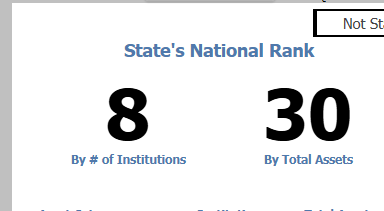 Not St
State's National Rank
8 30
By # of Institutions By Total Assets